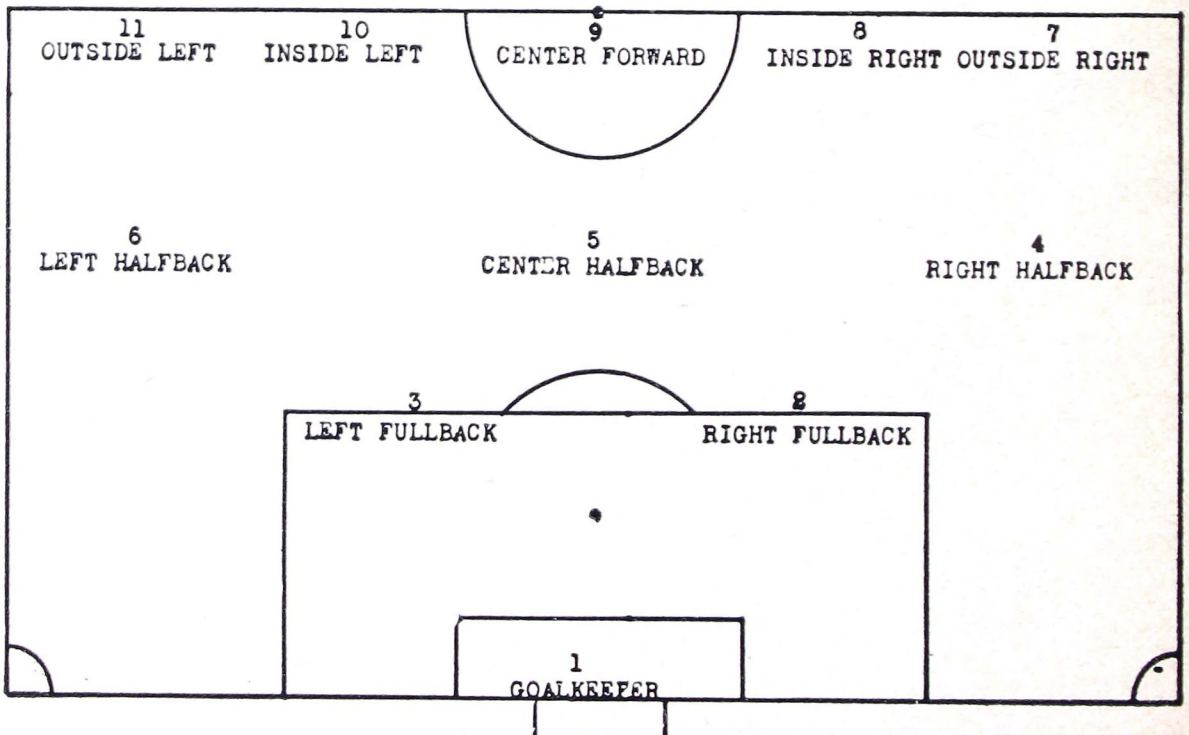 11 10 9 8 7
OUTSIDE LEFT INSIDE LEFT CENTER FORWARD INSIDE RIGHT OUTSIDE RIGHT
6 5 4
LEFT HALFBACK CENTER HALFBACK RIGHT HALFBACK
3 2
LEFT FULLBACK RIGHT FULLBACK
1
GOALKEEPER